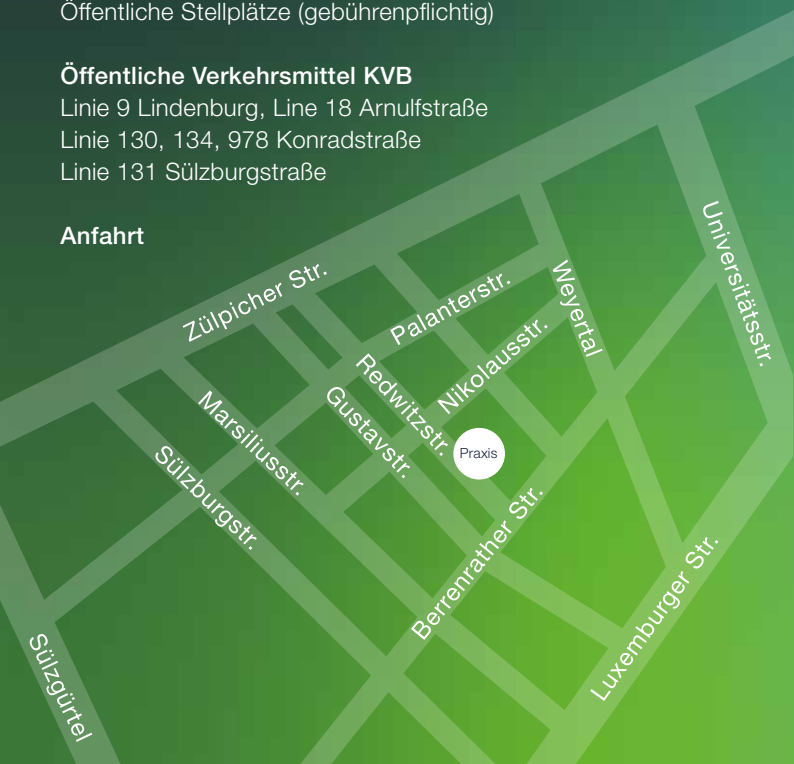 Öffentliche Stellplätze (gebührenpflichtig)
Öffentliche Verkehrsmittel KVB
Linie 9 Lindenburg, Line 18 Arnulfstraße
Linie 130, 134, 978 Konradstraße
Linie 131 Sülzburgstraße
Anfahrt
Universitätsstr.
Zülpicher Str.
Weyertal
Palanterstr.
Nikolausstr.
Redwitzstr.
Gustavstr.
Marsiliusstr.
Praxis
Sülzburgstr.
Berrenrather Str.
Luxemburger Str.
Sülzgürtel